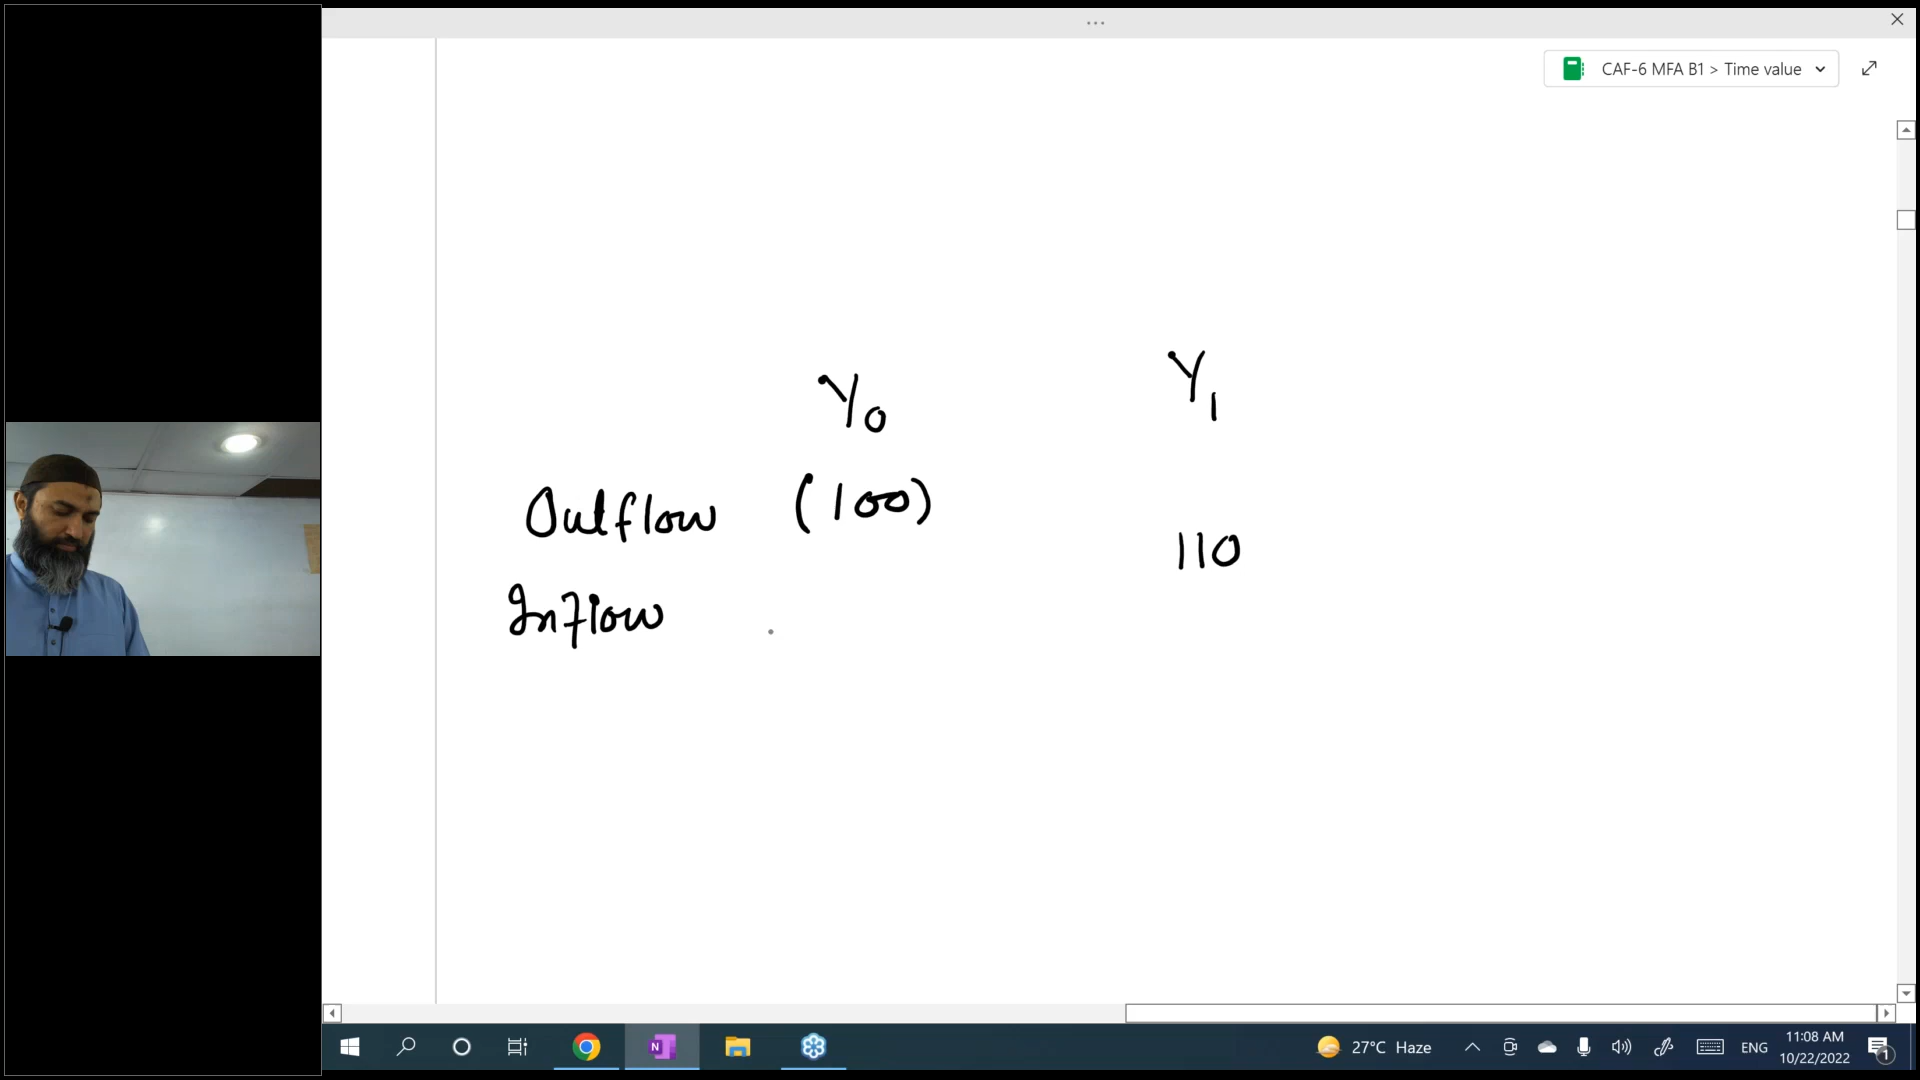 CAF-6 MFA B1 > Time value
Y0 Y1
Outflow (100)
110
Inflow
27°C Haze
ENG
11:08 AM
10/22/2022
1